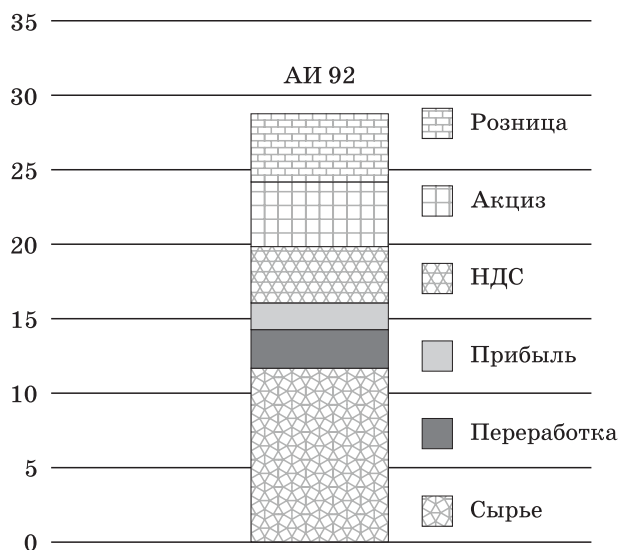 35
АИ 92
30
Розница
25
Акциз
20
НДС
15
Прибыль
10
Переработка
5
Сырье
0